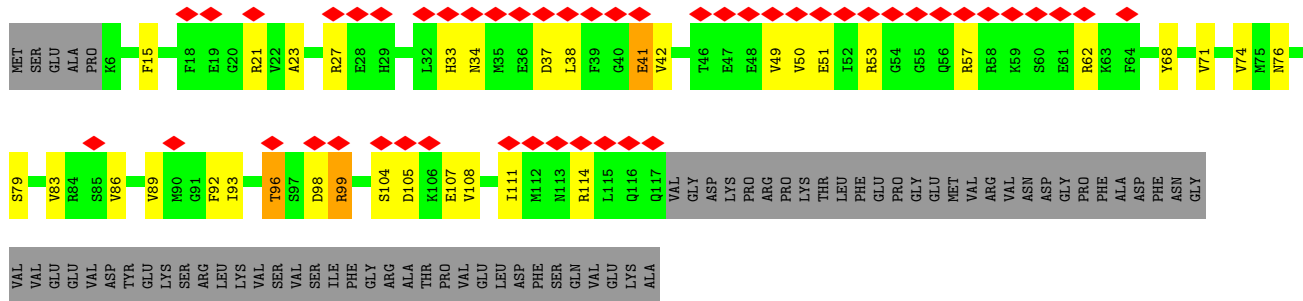 MET SER GLU ALA PRO K6 F15 F18 E19 G20 R21 V22 A23 R27 E28 H29 L32 H33 N34 M35 E36 D37 L38 F39 G40 E41 V42 T46 E47 E48 V49 V50 E51 I52 R53 G54 G55 Q56 R57 R58 K59 S60 E61 R62 K63 F64 Y68 V71 V74 M75 N76
S79 V83 R84 S85 V86 V89 M90 G91 F92 I93 T96 S97 D98 R99 S104 D105 K106 E107 V108 I111 M112 N113 R114 L115 Q116 Q117 VAL GLY ASP LYS PRO ARG PRO LYS THR LEU PHE GLU PRO GLY GLU MET VAL ARG VAL ASN ASP GLY PRO PHE ALA ASP PHE ASN GLY
VAL VAL GLU GLU VAL ASP TYR GLU LYS SER ARG LEU LYS VAL SER VAL SER ILE PHE GLY ARG ALA THR PRO VAL GLU LEU ASP PHE SER GLN VAL GLU LYS ALA